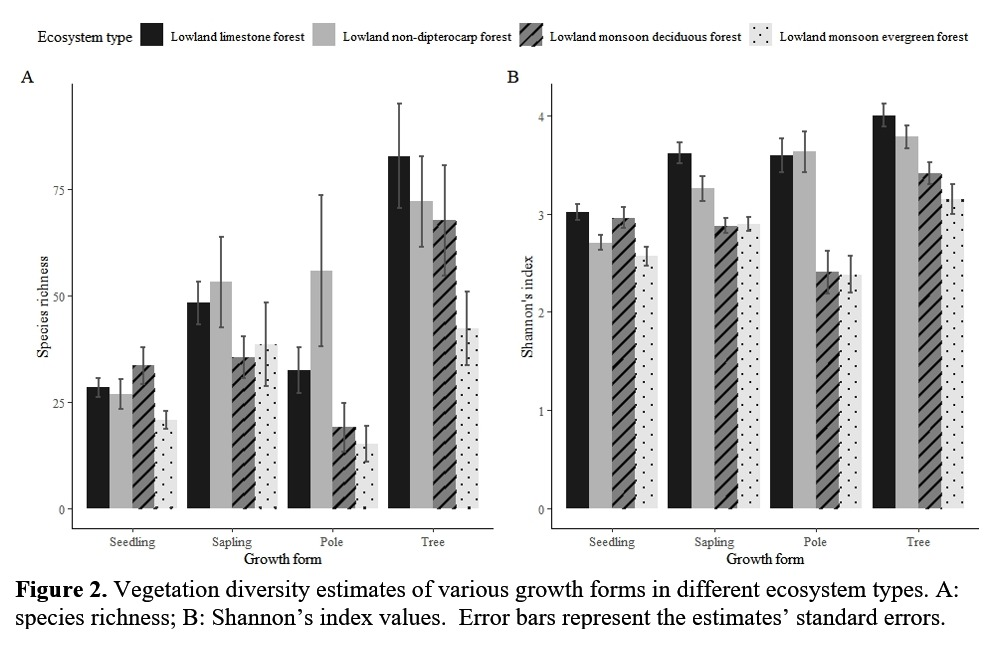 Ecosystem type Lowland limestone forest Lowland non-dipterocarp forest Lowland monsoon deciduous forest Lowland monsoon evergreen forest
A
Species richness
75
50
25
0
Seedling Sapling Pole Tree
Growth form
B
Shannon's index
4
3
2
1
0
Seedling Sapling Pole Tree
Growth form
Figure 2. Vegetation diversity estimates of various growth forms in different ecosystem types. A:
species richness; B: Shannon's index values. Error bars represent the estimates' standard errors.